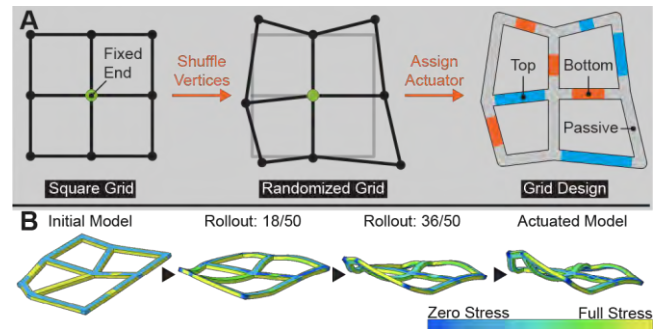 A
Fixed
End
Shuffle
Vertices
Assign
Actuator
Top
Bottom
Passive
Square Grid
Randomized Grid
Grid Design
B
Initial Model
Rollout: 18/50
Rollout: 36/50
Actuated Model
Zero Stress
Full Stress